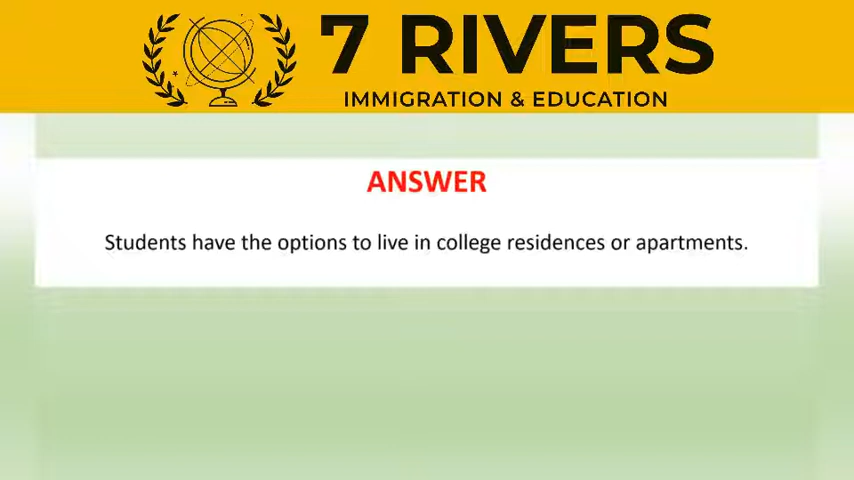 7 RIVERS
IMMIGRATION & EDUCATION
ANSWER
Students have the options to live in college residences or apartments.